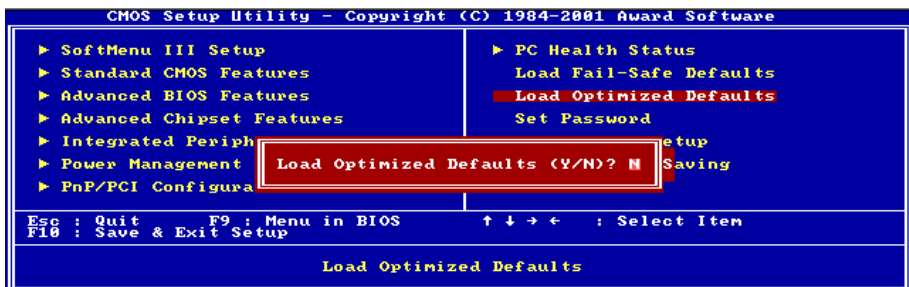 CMOS Setup Utility - Copyright (C) 1984-2001 Award Software
▶ SoftMenu III Setup
▶ Standard CMOS Features
▶ Advanced BIOS Features
▶ Advanced Chipset Features
▶ Integrated Periph
▶ Power Management
▶ PnP/PCI Configura
▶ PC Health Status
Load Fail-Safe Defaults
Load Optimized Defaults
Set Password
etup
Saving
Load Optimized Defaults (Y/N)? N
Esc : Quit F9 : Menu in BIOS ↑ ↓ → ← : Select Item
F10 : Save & Exit Setup
Load Optimized Defaults